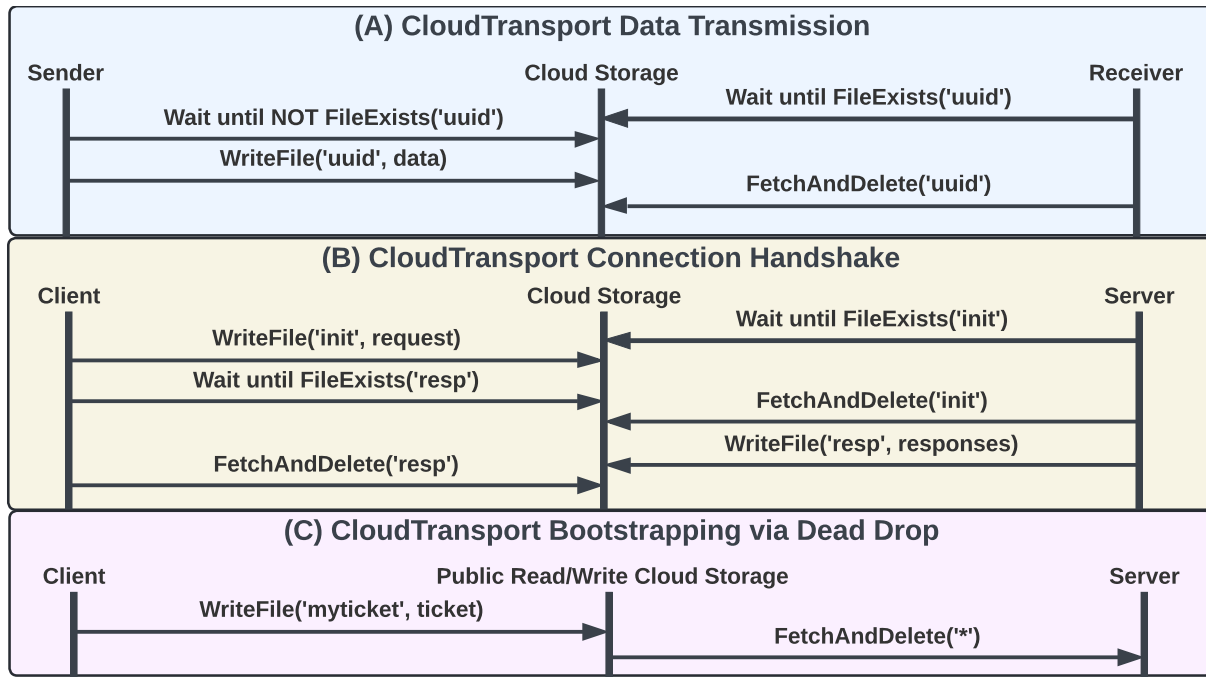 (A) CloudTransport Data Transmission
Sender Cloud Storage Receiver
Wait until FileExists('uuid')
Wait until NOT FileExists('uuid')
WriteFile('uuid', data)
FetchAndDelete('uuid')
(B) CloudTransport Connection Handshake
Client Cloud Storage Server
Wait until FileExists('init')
WriteFile('init', request)
Wait until FileExists('resp')
FetchAndDelete('init')
WriteFile('resp', responses)
FetchAndDelete('resp')
(C) CloudTransport Bootstrapping via Dead Drop
Client Public Read/Write Cloud Storage Server
WriteFile('myticket', ticket)
FetchAndDelete('*')